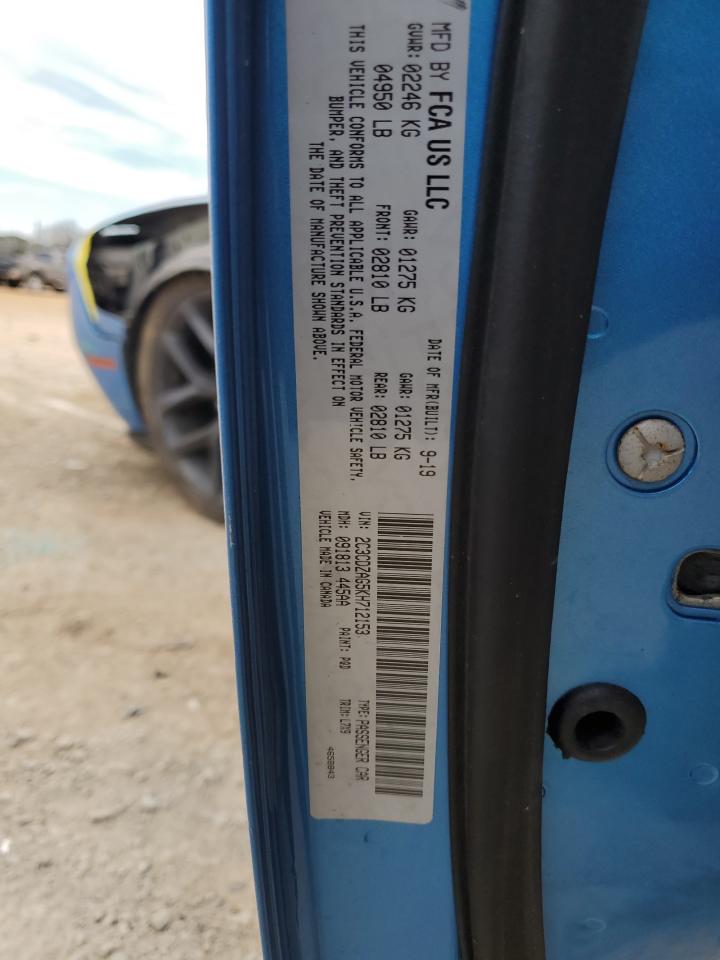 MFD BY FCA US LLC
DATE OF MFR(BUILT): 9-19
GVWR: 02246 KG GAWR: 01275 KG GAWR: 01275 KG
04950 LB FRONT: 02810 LB REAR: 02810 LB
THIS VEHICLE CONFORMS TO ALL APPLICABLE U.S.A. FEDERAL MOTOR VEHICLE SAFETY,
BUMPER, AND THEFT PREVENTION STANDARDS IN EFFECT ON
THE DATE OF MANUFACTURE SHOWN ABOVE.
VIN: 2C3CDZAG5KH712153 TYPE: PASSENGER CAR
MDH: 091813 445AA PAINT: PQD TRIM: L7X9
VEHICLE MADE IN CANADA 4658843